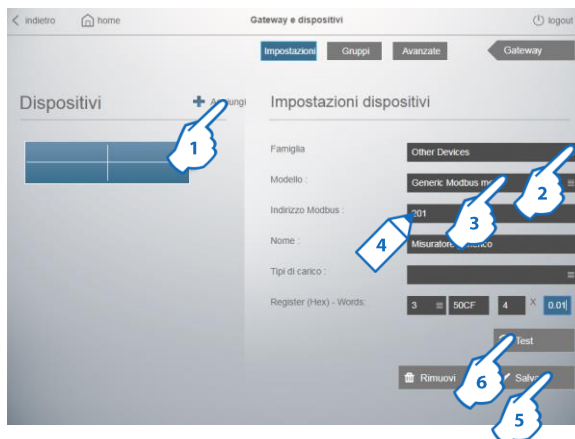 indietro
home
Gateway e dispositivi
logout
Impostazioni
Gruppi
Avanzate
Gateway
Dispositivi
Impostazioni dispositivi
1
Famiglia
Other Devices
2
Modello :
Generic Modbus
3
Indirizzo Modbus :
201
4
Nome :
Misuratore
Tipi di carico :
Register (Hex) - Words:
3
50CF
4
X
0.01
Test
6
Rimuovi
5